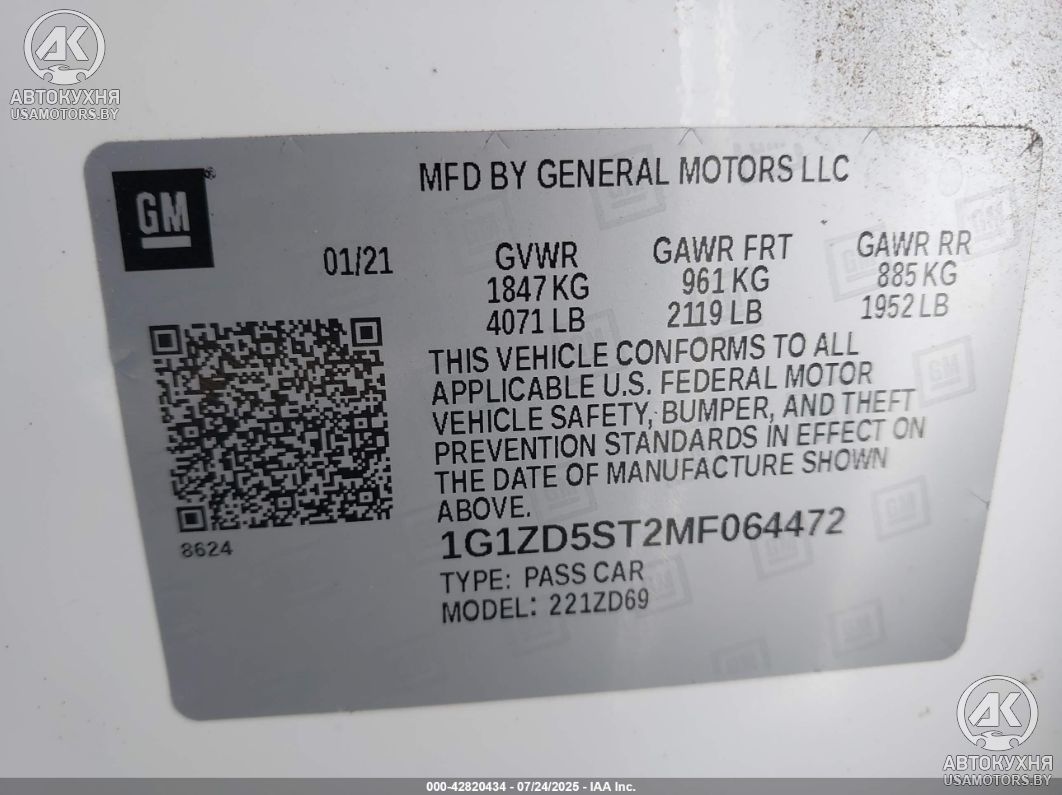 AK
АВТОКУХНЯ
USAMOTORS.BY
GM
MFD BY GENERAL MOTORS LLC
01/21
GVWR
1847 KG
4071 LB
GAWR FRT
961 KG
2119 LB
GAWR RR
885 KG
1952 LB
THIS VEHICLE CONFORMS TO ALL
APPLICABLE U.S. FEDERAL MOTOR
VEHICLE SAFETY, BUMPER, AND THEFT
PREVENTION STANDARDS IN EFFECT ON
THE DATE OF MANUFACTURE SHOWN
ABOVE.
8624
1G1ZD5ST2MF064472
TYPE: PASS CAR
MODEL: 221ZD69
AK
АВТОКУХНЯ
USAMOTORS.BY
000-42820434 - 07/24/2025 - IAA Inc.